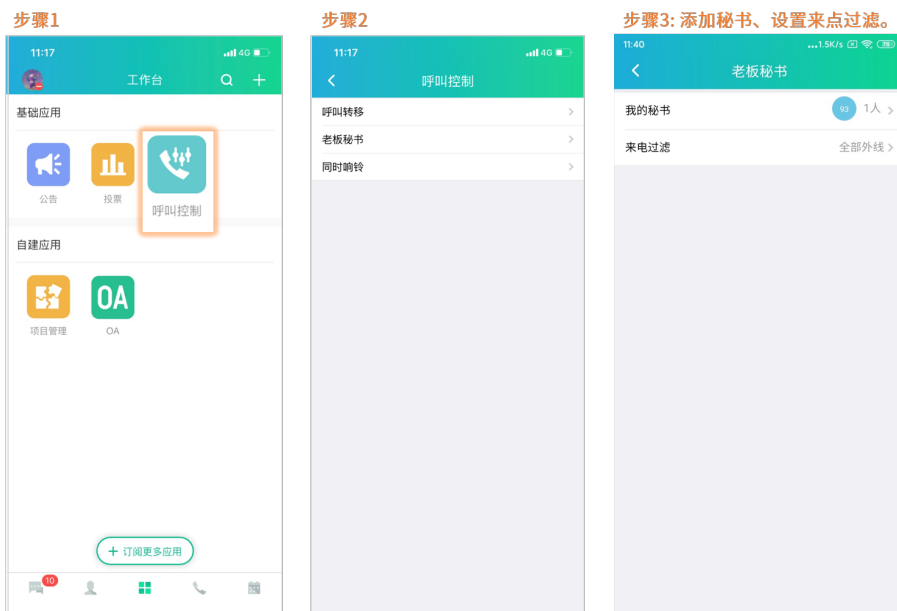 步骤1
11:17
4G
工作台
基础应用
公告
投票
呼叫控制
自建应用
OA
项目管理
OA
+ 订阅更多应用
10
步骤2
11:17
4G
呼叫控制
呼叫转移
老板秘书
同时响铃
步骤3: 添加秘书、设置来点过滤。
11:40
...1.5K/s
老板秘书
我的秘书
93
1人
来电过滤
全部外线